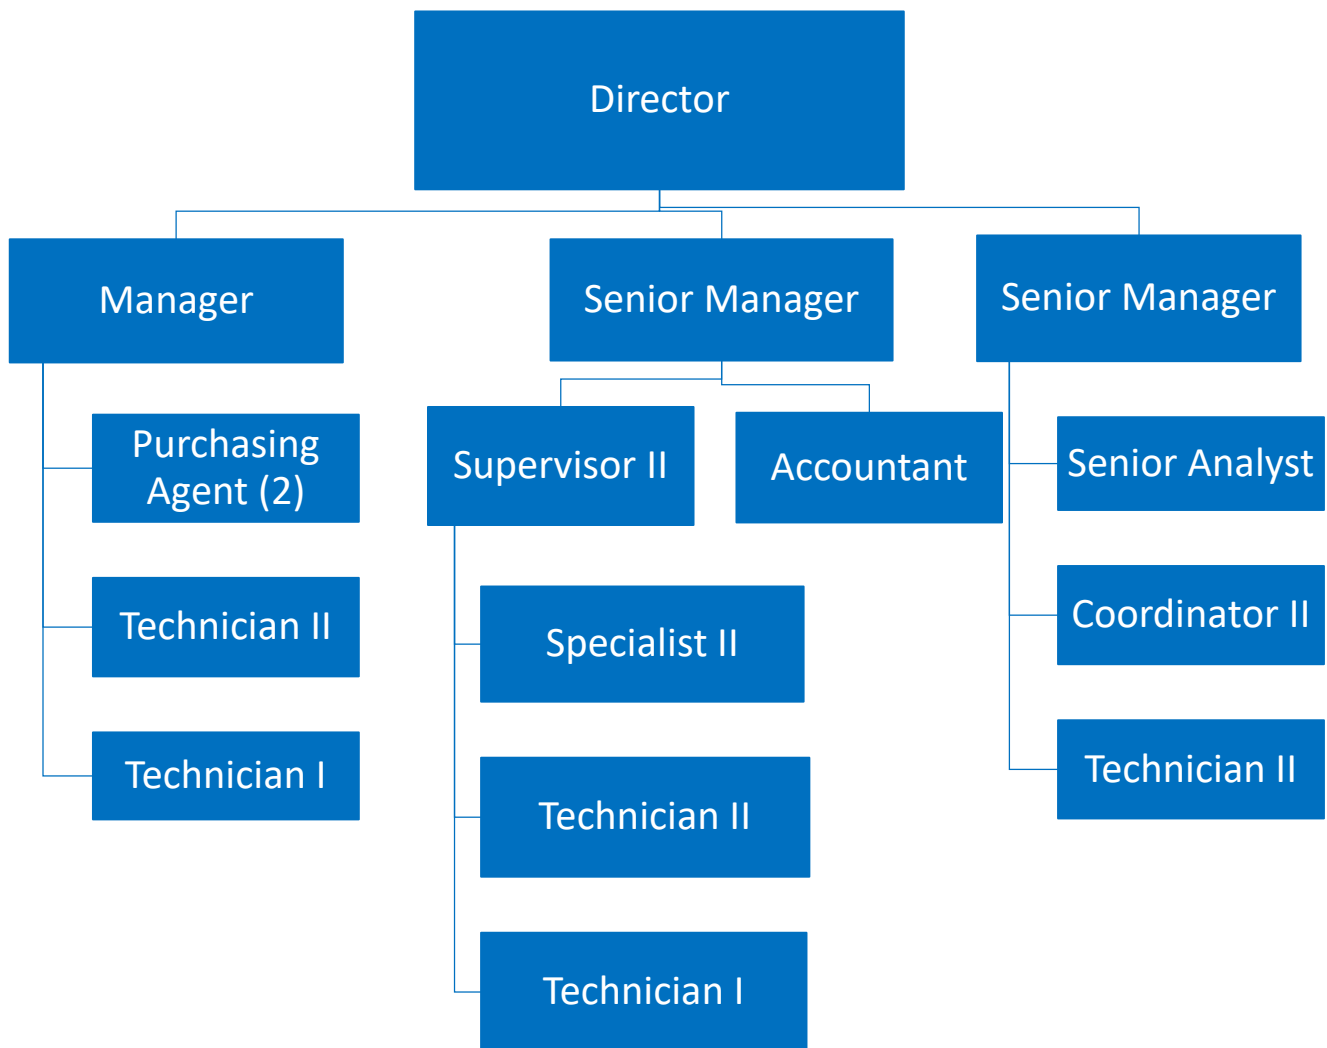 Director
Manager
Senior Manager
Senior Manager
Purchasing
Agent (2)
Technician II
Technician I
Supervisor II
Accountant
Specialist II
Technician II
Technician I
Senior Analyst
Coordinator II
Technician II